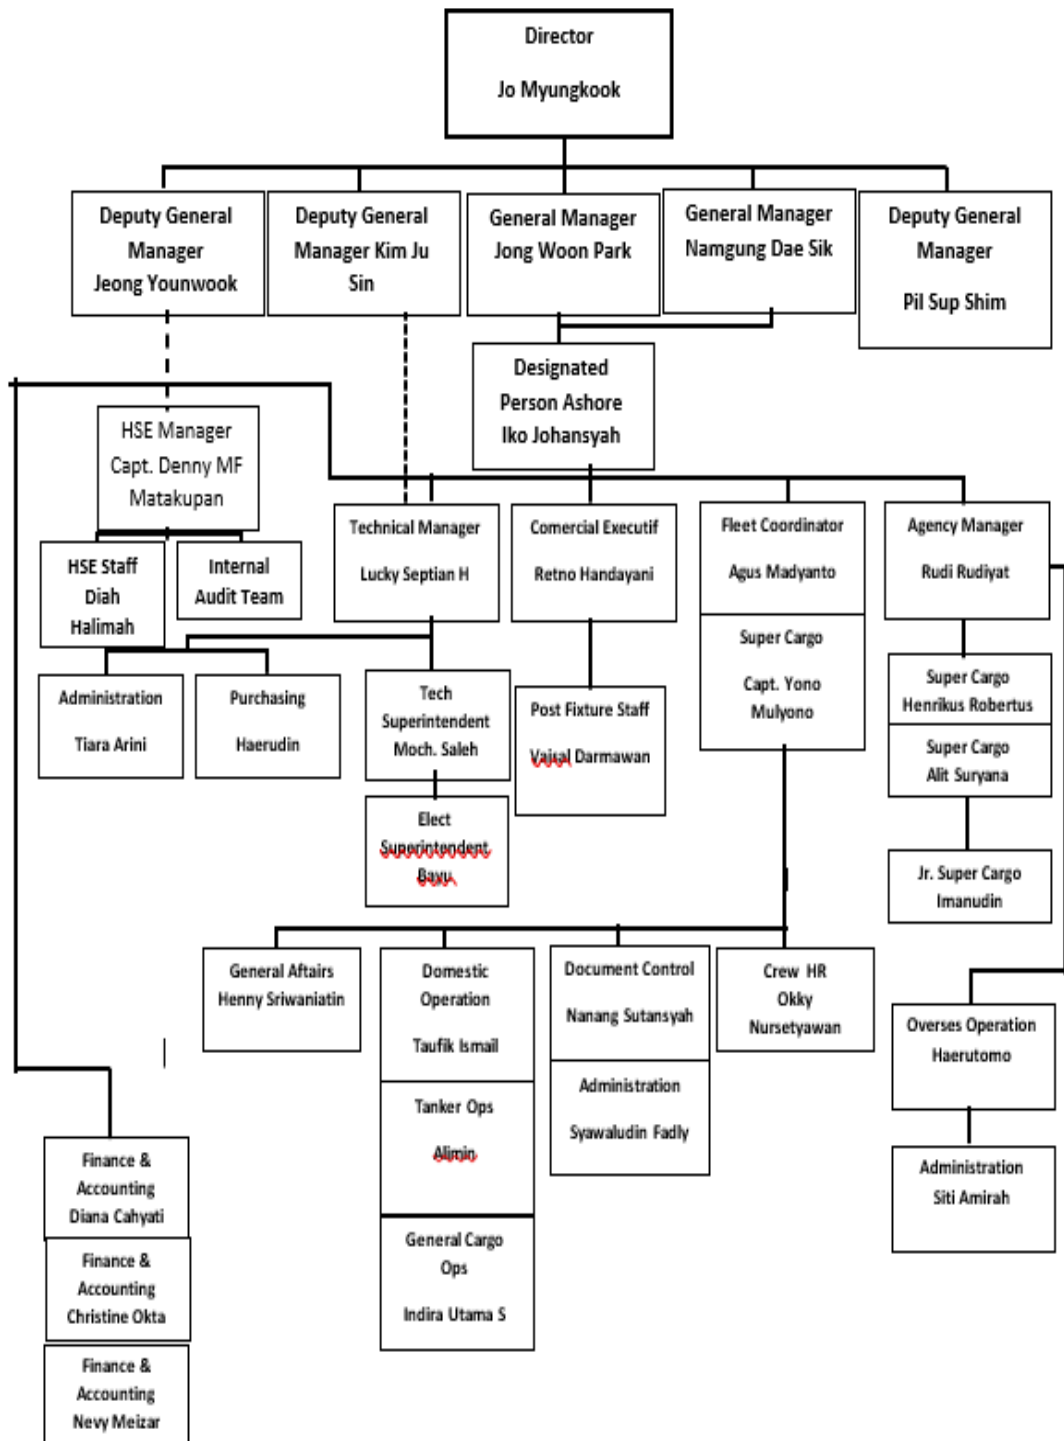 Director
Jo Myungkook
Deputy General
Manager
Jeong Younwook
Deputy General
Manager Kim Ju
Sin
General Manager
Jong Woon Park
General Manager
Namgung Dae Sik
Deputy General
Manager
Pil Sup Shim
Designated
Person Ashore
Iko Johansyah
HSE Manager
Capt. Denny MF
Matakupan
HSE Staff
Diah
Halimah
Internal
Audit Team
Technical Manager
Lucky Septian H
Comercial Executif
Retno Handayani
Fleet Coordinator
Agus Madyanto
Super Cargo
Capt. Yono
Mulyono
Agency Manager
Rudi Rudiyat
Super Cargo
Henrikus Robertus
Super Cargo
Alit Suryana
Jr. Super Cargo
Imanudin
Administration
Tiara Arini
Purchasing
Haerudin
Tech
Superintendent
Moch. Saleh
Elect
Superintendent
Bayu
Post Fixture Staff
Vaisal Darmawan
General Aftairs
Henny Sriwaniatin
Domestic
Operation
Taufik Ismail
Tanker Ops
Alimin
General Cargo
Ops
Indira Utama S
Document Control
Nanang Sutansyah
Administration
Syawaludin Fadly
Crew HR
Okky
Nursetyawan
Overses Operation
Haerutomo
Administration
Siti Amirah
Finance &
Accounting
Diana Cahyati
Finance &
Accounting
Christine Okta
Finance &
Accounting
Nevy Meizar